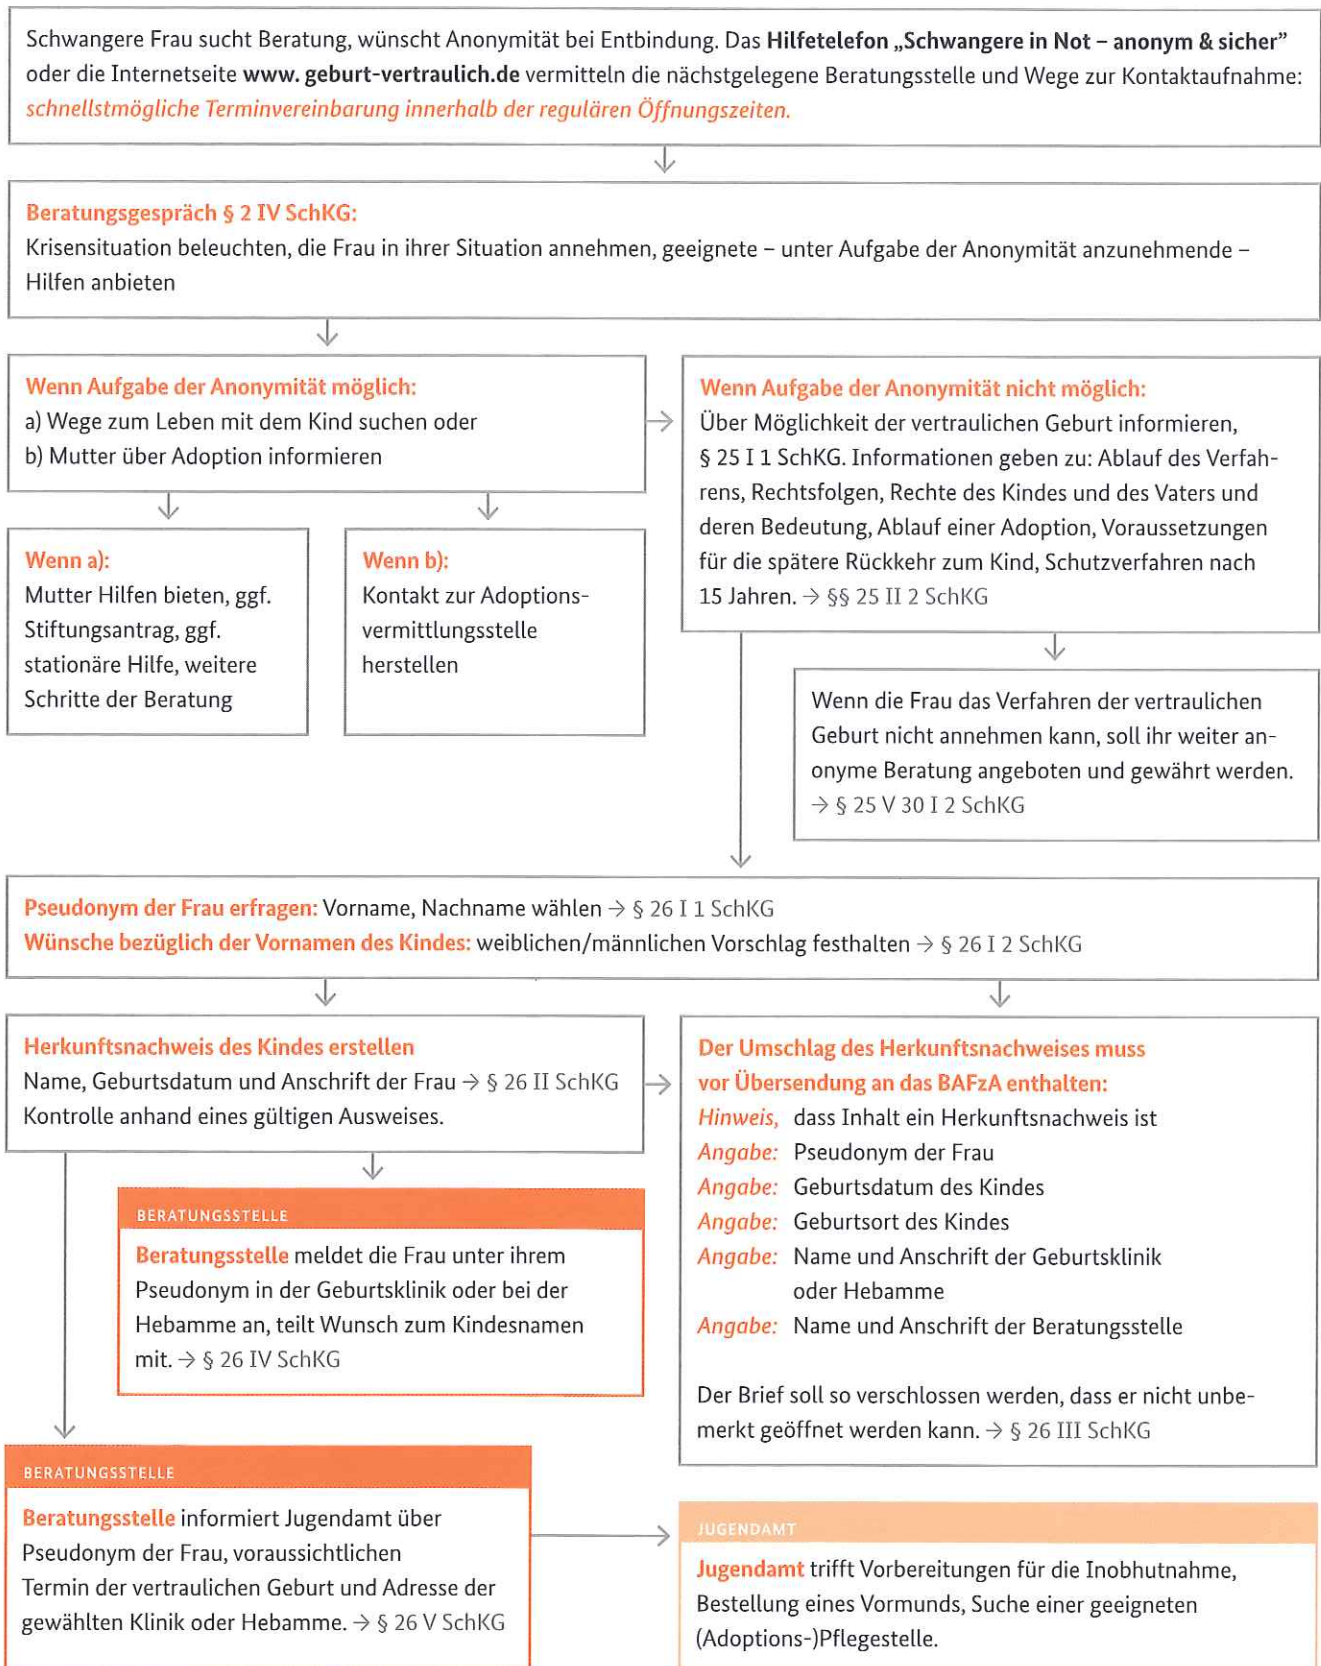 Schwangere Frau sucht Beratung, wünscht Anonymität bei Entbindung. Das Hilfetelefon „Schwangere in Not – anonym & sicher”
oder die Internetseite www. geburt-vertraulich.de vermitteln die nächstgelegene Beratungsstelle und Wege zur Kontaktaufnahme:
schnellstmögliche Terminvereinbarung innerhalb der regulären Öffnungszeiten.
Beratungsgespräch § 2 IV SchKG:
Krisensituation beleuchten, die Frau in ihrer Situation annehmen, geeignete – unter Aufgabe der Anonymität anzunehmende –
Hilfen anbieten
Wenn Aufgabe der Anonymität möglich:
a) Wege zum Leben mit dem Kind suchen oder
b) Mutter über Adoption informieren
Wenn Aufgabe der Anonymität nicht möglich:
Über Möglichkeit der vertraulichen Geburt informieren,
§ 25 I 1 SchKG. Informationen geben zu: Ablauf des Verfah-
rens, Rechtsfolgen, Rechte des Kindes und des Vaters und
deren Bedeutung, Ablauf einer Adoption, Voraussetzungen
für die spätere Rückkehr zum Kind, Schutzverfahren nach
15 Jahren. → §§ 25 II 2 SchKG
Wenn a):
Mutter Hilfen bieten, ggf.
Stiftungsantrag, ggf.
stationäre Hilfe, weitere
Schritte der Beratung
Wenn b):
Kontakt zur Adoptions-
vermittlungsstelle
herstellen
Wenn die Frau das Verfahren der vertraulichen
Geburt nicht annehmen kann, soll ihr weiter an-
onyme Beratung angeboten und gewährt werden.
→ § 25 V 30 I 2 SchKG
Pseudonym der Frau erfragen: Vorname, Nachname wählen → § 26 I 1 SchKG
Wünsche bezüglich der Vornamen des Kindes: weiblichen/männlichen Vorschlag festhalten → § 26 I 2 SchKG
Herkunftsnachweis des Kindes erstellen
Name, Geburtsdatum und Anschrift der Frau → § 26 II SchKG
Kontrolle anhand eines gültigen Ausweises.
Der Umschlag des Herkunftsnachweises muss
vor Übersendung an das BAFzA enthalten:
Hinweis, dass Inhalt ein Herkunftsnachweis ist
Angabe: Pseudonym der Frau
Angabe: Geburtsdatum des Kindes
Angabe: Geburtsort des Kindes
Angabe: Name und Anschrift der Geburtsklinik
oder Hebamme
Angabe: Name und Anschrift der Beratungsstelle
Der Brief soll so verschlossen werden, dass er nicht unbe-
merkt geöffnet werden kann. → § 26 III SchKG
BERATUNGSSTELLE
Beratungsstelle meldet die Frau unter ihrem
Pseudonym in der Geburtsklinik oder bei der
Hebamme an, teilt Wunsch zum Kindesnamen
mit. → § 26 IV SchKG
BERATUNGSSTELLE
Beratungsstelle informiert Jugendamt über
Pseudonym der Frau, voraussichtlichen
Termin der vertraulichen Geburt und Adresse der
gewählten Klinik oder Hebamme. → § 26 V SchKG
JUGENDAMT
Jugendamt trifft Vorbereitungen für die Inobhutnahme,
Bestellung eines Vormunds, Suche einer geeigneten
(Adoptions-)Pflegestelle.